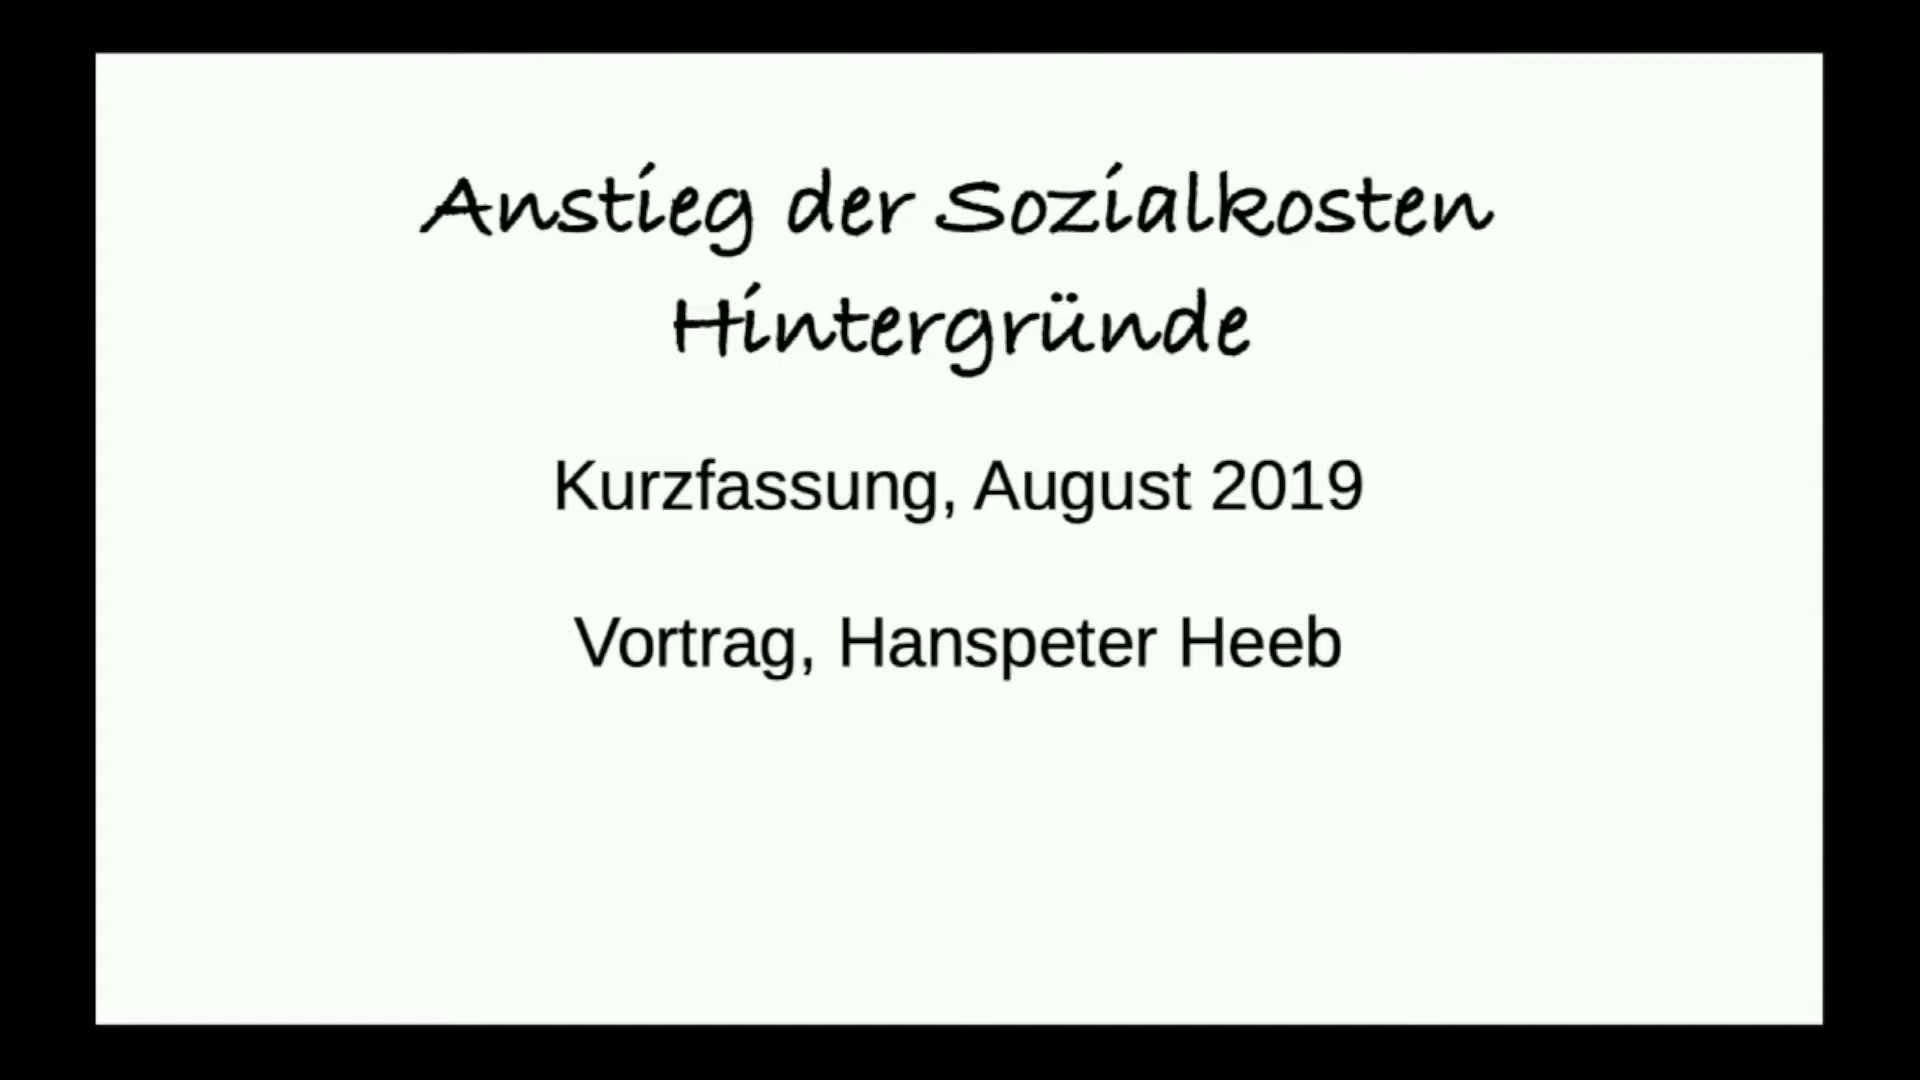 Anstieg der Sozialkosten
Hintergründe
Kurzfassung, August 2019
Vortrag, Hanspeter Heeb